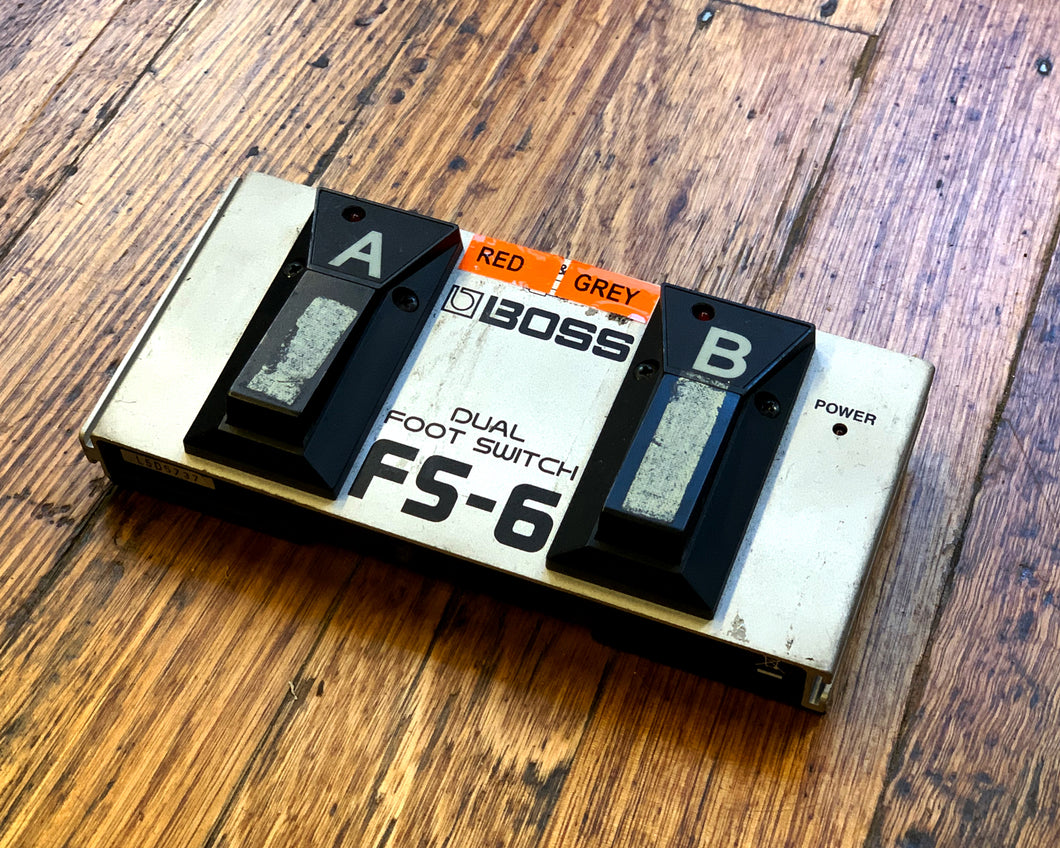 A
RED & GREY
BOSS
B
POWER
DUAL
FOOT SWITCH
FS-6